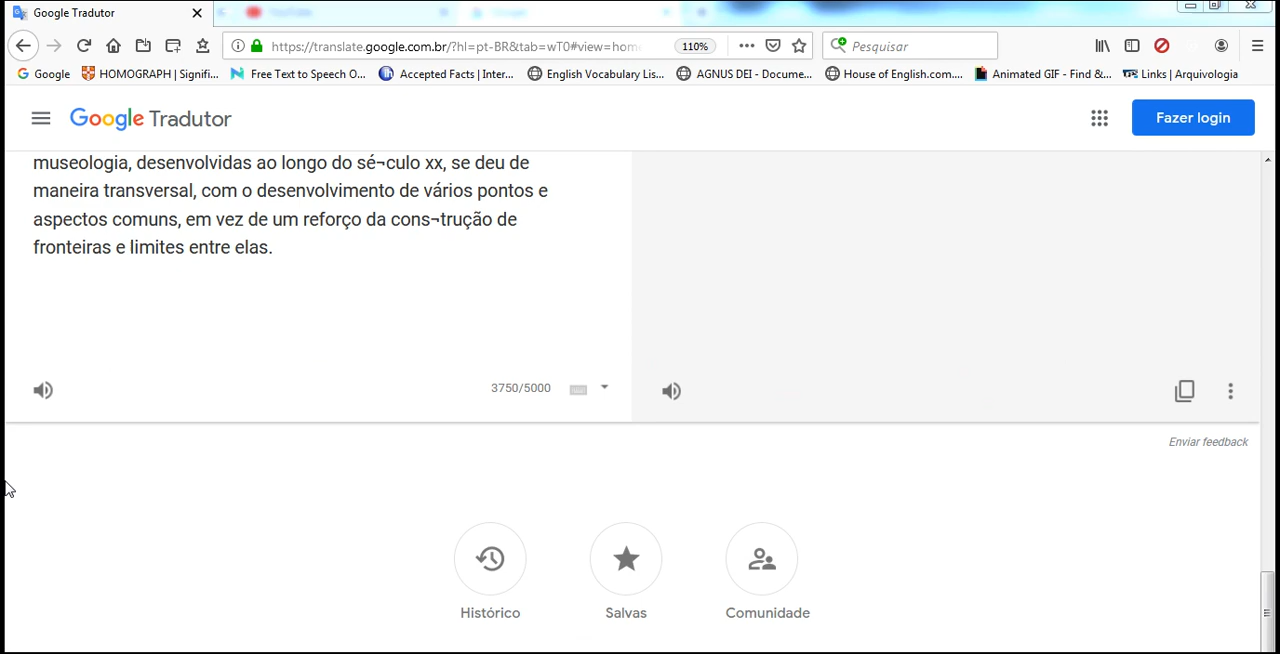 Google Tradutor
https://translate.google.com.br/?hl=pt-BR&tab=wT0#view=hom
110%
Pesquisar
Google
HOMOGRAPH | Signifi...
Free Text to Speech O...
Accepted Facts | Inter...
English Vocabulary Lis...
AGNUS DEI - Docume...
House of English.com....
Animated GIF - Find &...
Links | Arquivologia
Google Tradutor
Fazer login
museologia, desenvolvidas ao longo do sé¬culo xx, se deu de
maneira transversal, com o desenvolvimento de vários pontos e
aspectos comuns, em vez de um reforço da cons¬trução de
fronteiras e limites entre elas.
3750/5000
Enviar feedback
Histórico
Salvas
Comunidade